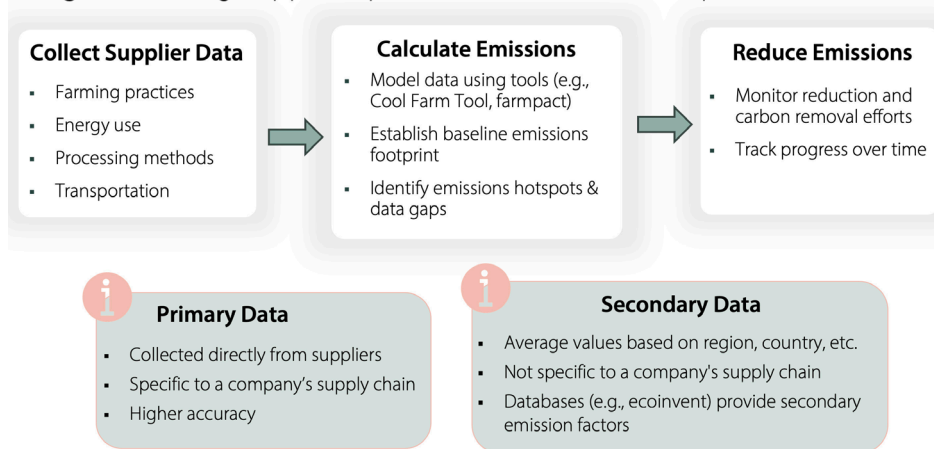 Collect Supplier Data
▪ Farming practices
▪ Energy use
▪ Processing methods
▪ Transportation
Calculate Emissions
▪ Model data using tools (e.g.,
Cool Farm Tool, farmpact)
▪ Establish baseline emissions
footprint
▪ Identify emissions hotspots &
data gaps
Reduce Emissions
▪ Monitor reduction and
carbon removal efforts
▪ Track progress over time
Primary Data
▪ Collected directly from suppliers
▪ Specific to a company’s supply chain
▪ Higher accuracy
Secondary Data
▪ Average values based on region, country, etc.
▪ Not specific to a company's supply chain
▪ Databases (e.g., ecoinvent) provide secondary
emission factors